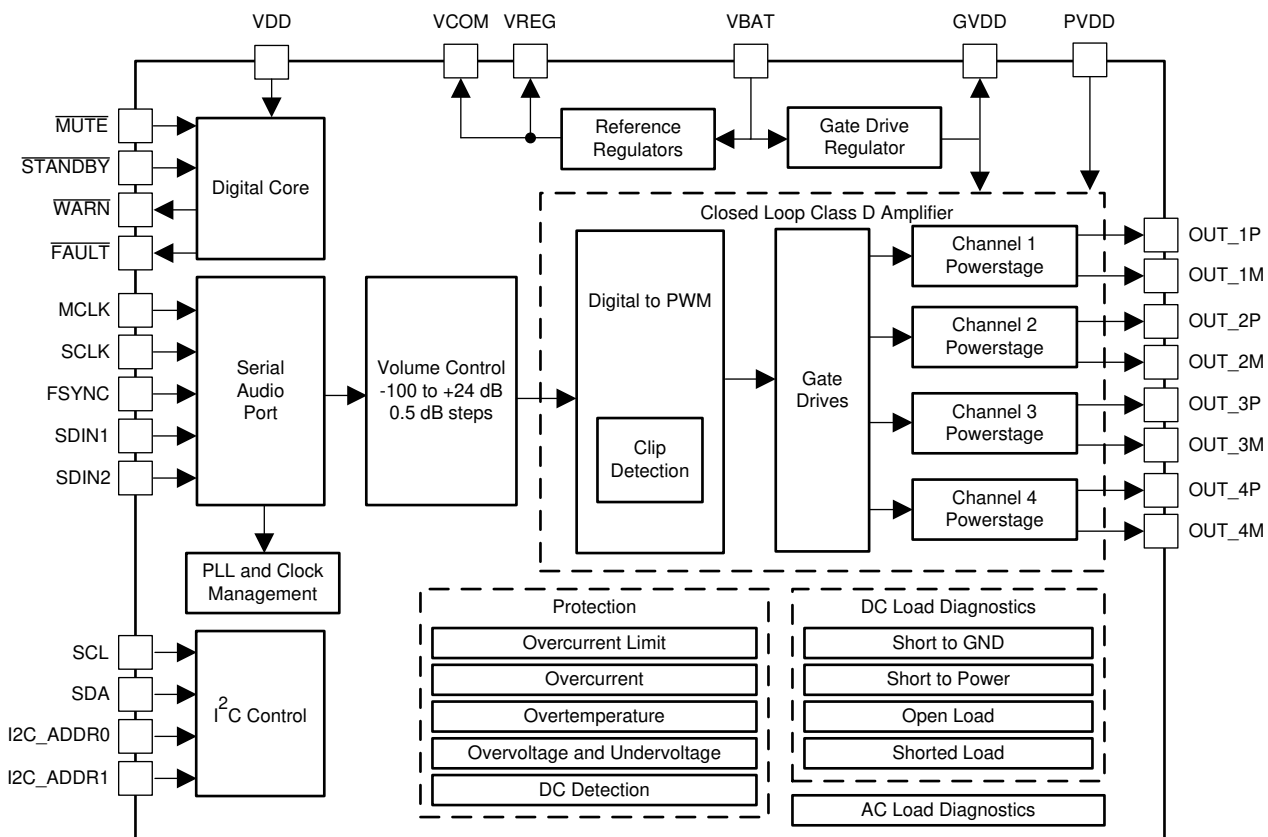 VDD
VCOM
VREG
VBAT
GVDD
PVDD
MUTE
STANDBY
WARN
FAULT
Digital Core
Reference
Regulators
Gate Drive
Regulator
MCLK
SCLK
FSYNC
SDIN1
SDIN2
Serial
Audio
Port
Volume Control
-100 to +24 dB
0.5 dB steps
Closed Loop Class D Amplifier
Digital to PWM
Clip
Detection
Gate
Drives
Channel 1
Powerstage
Channel 2
Powerstage
Channel 3
Powerstage
Channel 4
Powerstage
OUT_1P
OUT_1M
OUT_2P
OUT_2M
OUT_3P
OUT_3M
OUT_4P
OUT_4M
PLL and Clock
Management
SCL
SDA
I2C_ADDR0
I2C_ADDR1
I²C Control
Protection
Overcurrent Limit
Overcurrent
Overtemperature
Overvoltage and Undervoltage
DC Detection
DC Load Diagnostics
Short to GND
Short to Power
Open Load
Shorted Load
AC Load Diagnostics